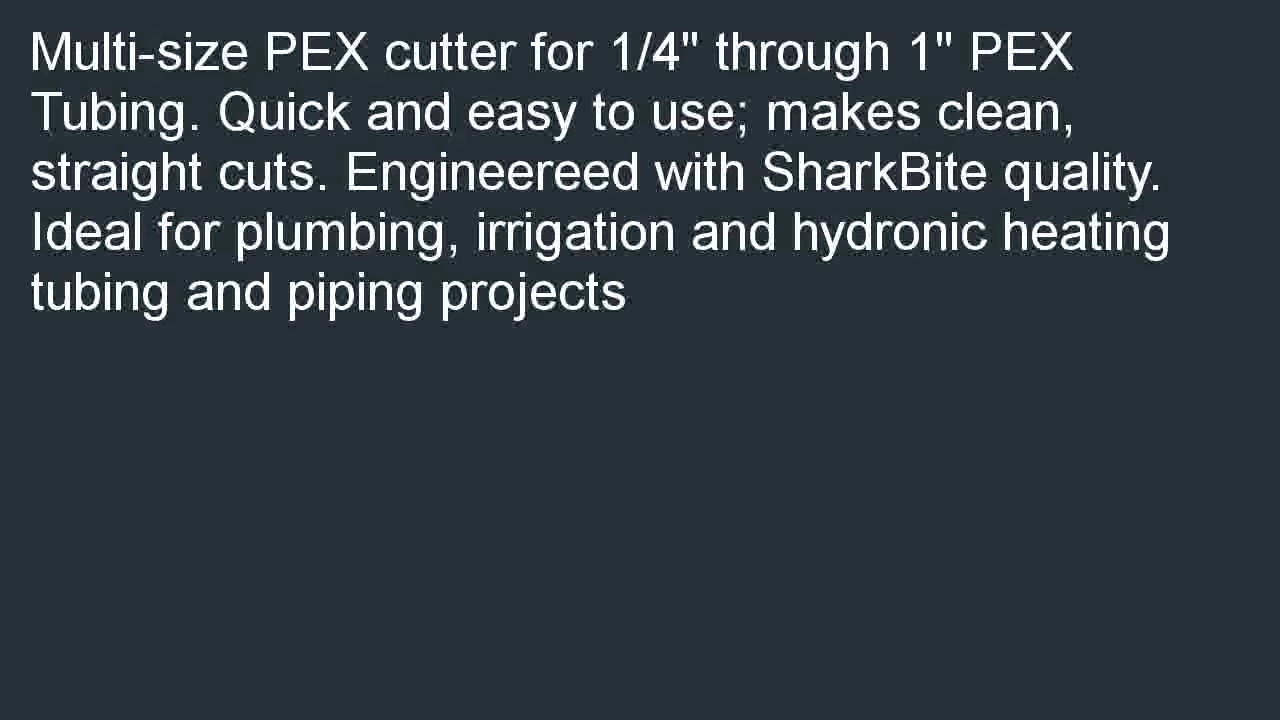 Multi-size PEX cutter for 1/4" through 1" PEX
Tubing. Quick and easy to use; makes clean,
straight cuts. Engineereed with SharkBite quality.
Ideal for plumbing, irrigation and hydronic heating
tubing and piping projects